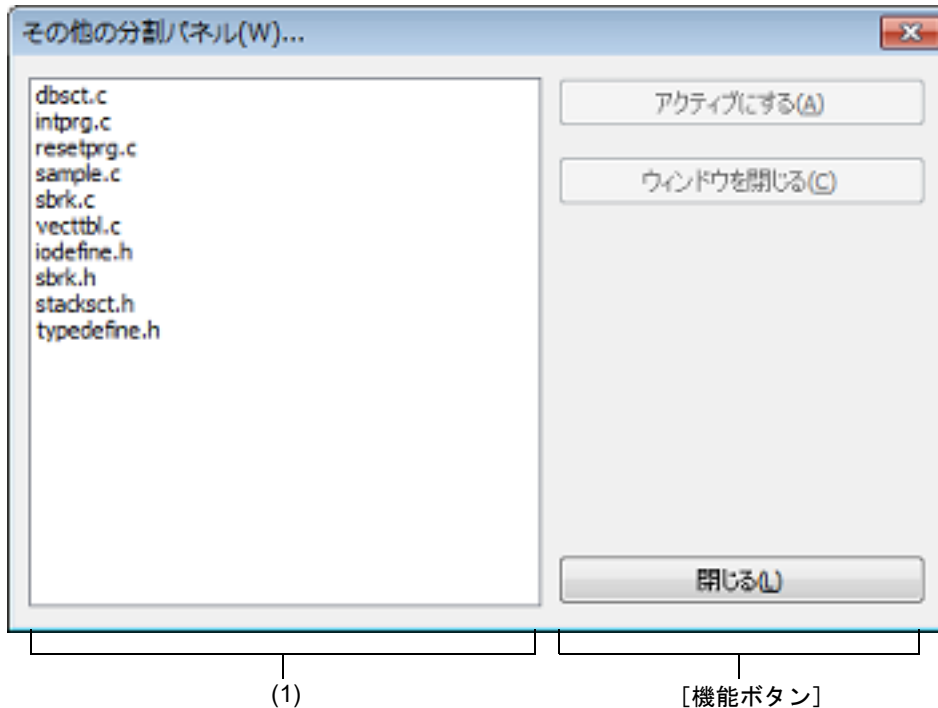 その他の分割パネル(W)...
dbsct.c
intprg.c
resetprg.c
sample.c
sbrk.c
vecttbl.c
iodefine.h
sbrk.h
stacksct.h
typedefine.h
アクティブにする(A)
ウィンドウを閉じる(C)
閉じる(L)
(1)
［機能ボタン］